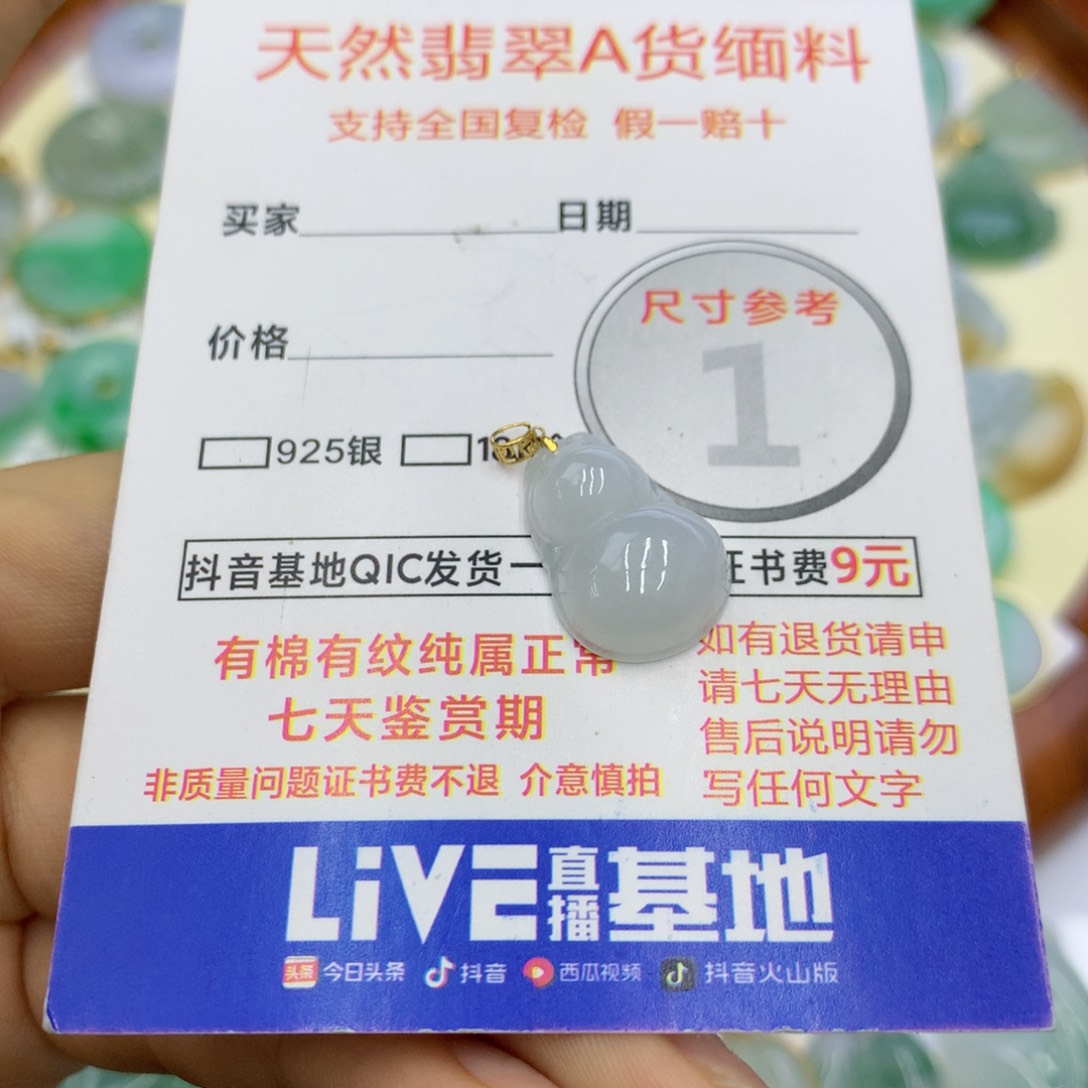 天然翡翠A货缅料
支持全国复检 假一赔十
买家 日期
价格
尺寸参考
1
925银
抖音基地QIC发货一
证书费9元
有棉有纹纯属正常
七天鉴赏期
非质量问题证书费不退 介意慎拍
如有退货请申
请七天无理由
售后说明请勿
写任何文字
LiVE直播基地
头条 今日头条 抖音 西瓜视频 抖音火山版